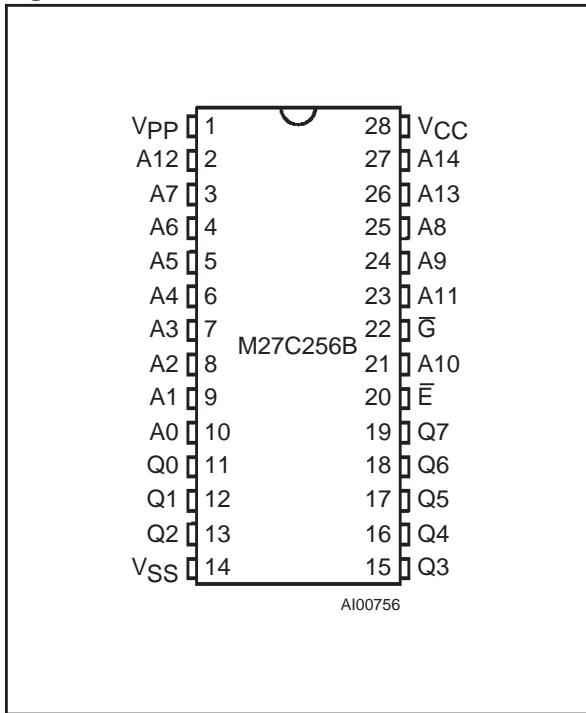 VPP 1 28 VCC
A12 2 27 A14
A7 3 26 A13
A6 4 25 A8
A5 5 24 A9
A4 6 23 A11
A3 7 22 G̅
M27C256B
A2 8 21 A10
A1 9 20 E̅
A0 10 19 Q7
Q0 11 18 Q6
Q1 12 17 Q5
Q2 13 16 Q4
VSS 14 15 Q3
AI00756